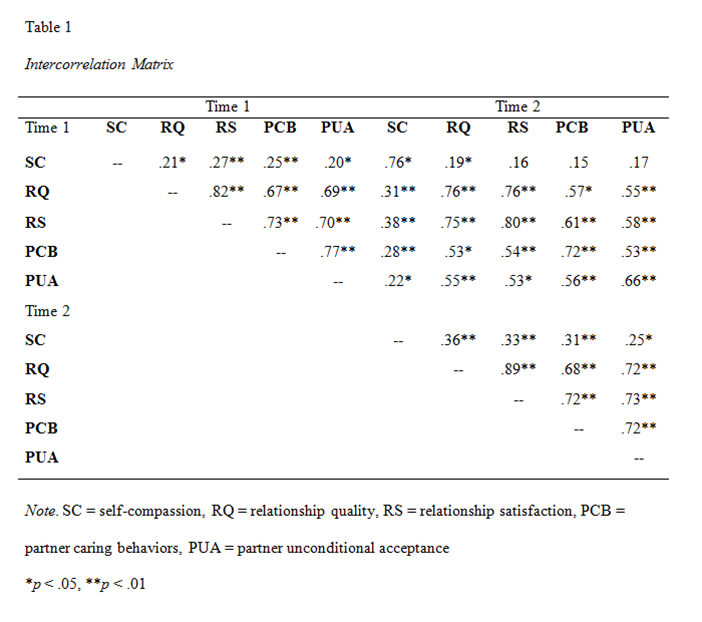 Table 1
Intercorrelation Matrix
Time 1 Time 2
Time 1 SC RQ RS PCB PUA SC RQ RS PCB PUA
SC -- .21* .27** .25** .20* .76* .19* .16 .15 .17
RQ -- .82** .67** .69** .31** .76** .76** .57* .55**
RS -- .73** .70** .38** .75** .80** .61** .58**
PCB -- .77** .28** .53* .54** .72** .53**
PUA -- .22* .55** .53* .56** .66**
Time 2
SC -- .36** .33** .31** .25*
RQ -- .89** .68** .72**
RS -- .72** .73**
PCB -- .72**
PUA --
Note. SC = self-compassion, RQ = relationship quality, RS = relationship satisfaction, PCB =
partner caring behaviors, PUA = partner unconditional acceptance
*p < .05, **p < .01